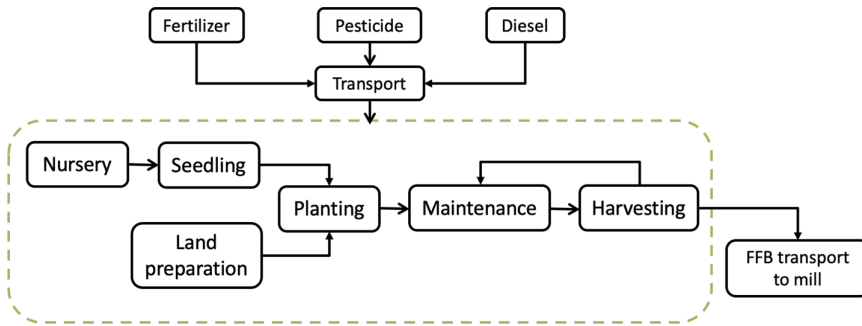 Fertilizer
Pesticide
Diesel
Transport
Nursery
Seedling
Planting
Maintenance
Harvesting
Land
preparation
FFB transport
to mill